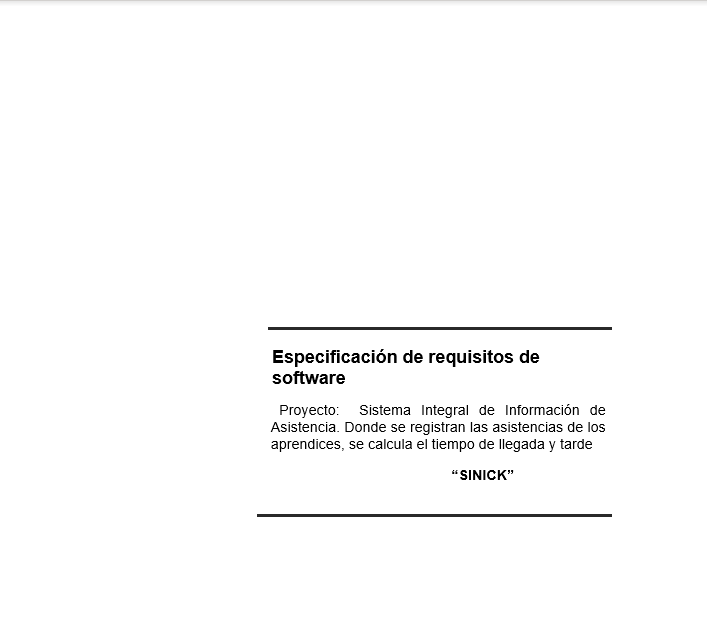 Especificación de requisitos de
software
Proyecto: Sistema Integral de Información de
Asistencia. Donde se registran las asistencias de los
aprendices, se calcula el tiempo de llegada y tarde
“SINICK”